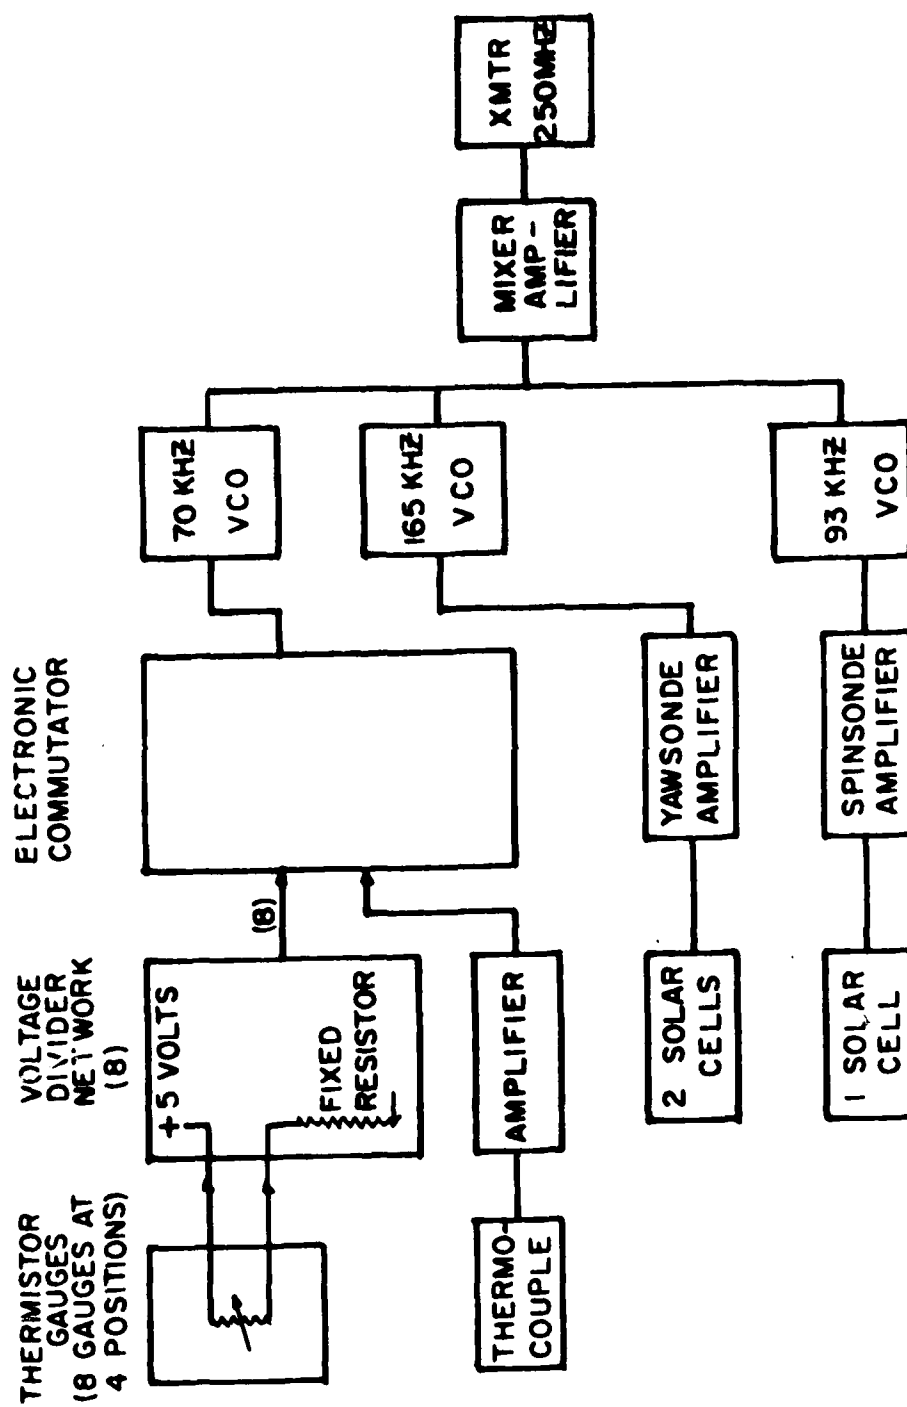 THERMISTOR
GAUGES
(8 GAUGES AT
4 POSITIONS)
VOLTAGE
DIVIDER
NETWORK
(8)
ELECTRONIC
COMMUTATOR
+5 VOLTS
FIXED
RESISTOR
(8)
70 KHZ
VCO
THERMO-
COUPLE
AMPLIFIER
165 KHZ
VCO
MIXER
AMP-
LIFIER
XMTR
250MHZ
2 SOLAR
CELLS
YAWSONDE
AMPLIFIER
1 SOLAR
CELL
SPINSONDE
AMPLIFIER
93 KHZ
VCO